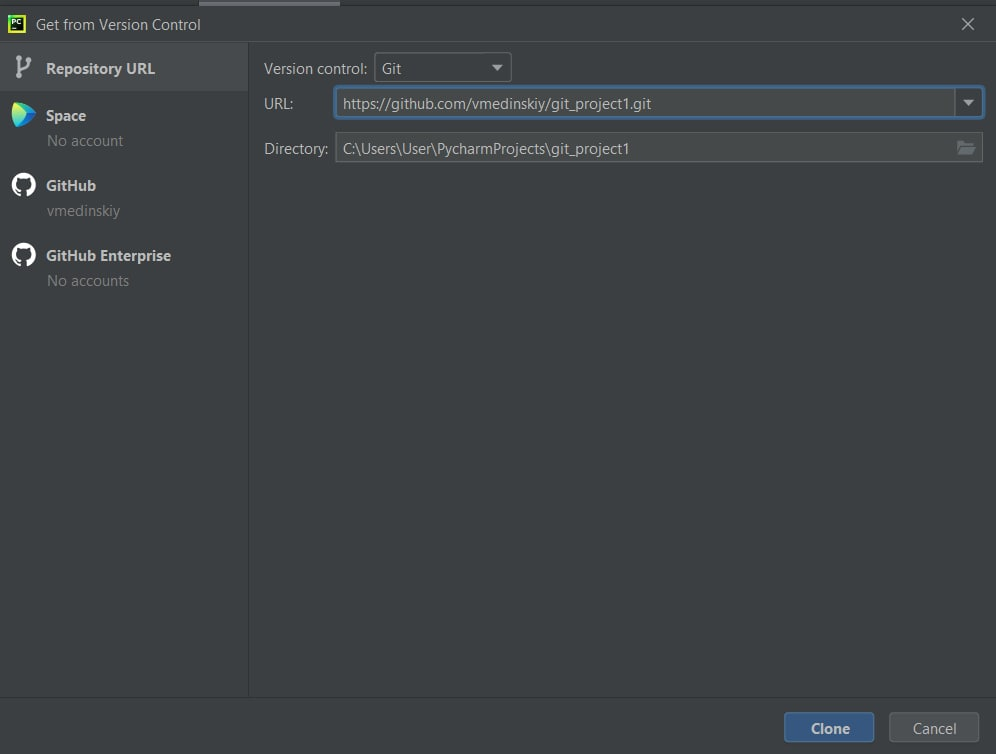 PC
Get from Version Control
Repository URL
Space
No account
GitHub
vmedinskiy
GitHub Enterprise
No accounts
Version control: Git
URL: https://github.com/vmedinskiy/git_project1.git
Directory: C:\Users\User\PycharmProjects\git_project1
Clone Cancel